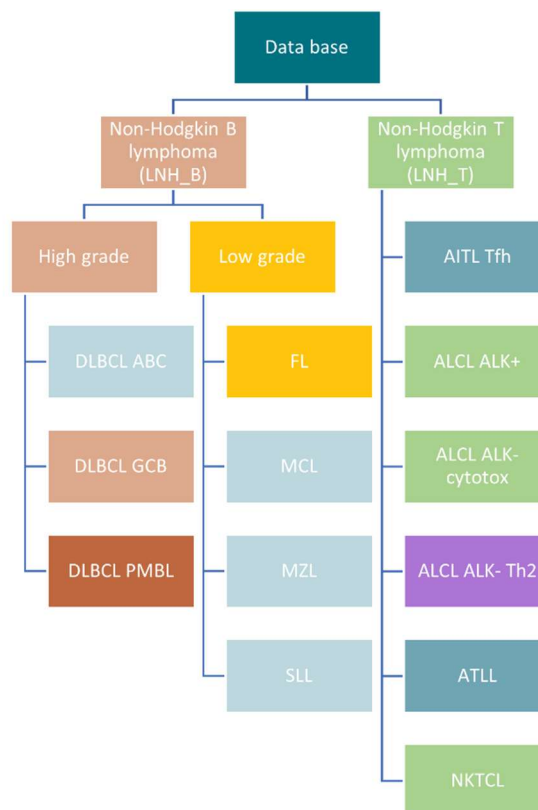 Data base
Non-Hodgkin B
lymphoma
(LNH_B)
Non-Hodgkin T
lymphoma
(LNH_T)
High grade
Low grade
AITL Tfh
DLBCL ABC
FL
ALCL ALK+
DLBCL GCB
MCL
ALCL ALK-
cytotox
DLBCL PMBL
MZL
ALCL ALK- Th2
SLL
ATLL
NKTCL